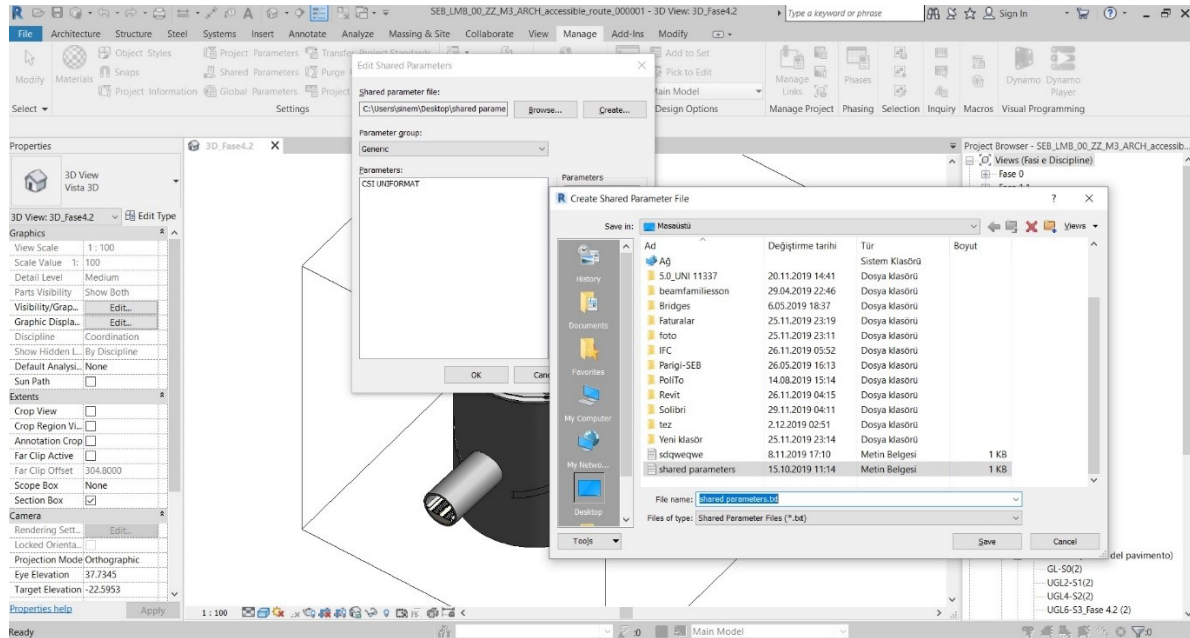 SEB_LMB_00_ZZ_M3_ARCH_accessible_route_000001 - 3D View: 3D_Fase4.2
Type a keyword or phrase
Sign In
File Architecture Structure Steel Systems Insert Annotate Analyze Massing & Site Collaborate View Manage Add-Ins Modify
Modify
Materials
Object Styles
Snaps
Project Information
Project Parameters
Shared Parameters
Global Parameters
Transfer Project Standards
Purge
Project
Add to Set
Pick to Edit
Main Model
Manage Links
Phases
Dynamo
Dynamo Player
Select
Settings
Design Options
Manage Project
Phasing
Selection
Inquiry
Macros
Visual Programming
Properties
3D View
Vista 3D
3D View: 3D_Fase4.2
Edit Type
Graphics
View Scale 1 : 100
Scale Value 1: 100
Detail Level Medium
Parts Visibility Show Both
Visibility/Grap... Edit...
Graphic Displa... Edit...
Discipline Coordination
Show Hidden L... By Discipline
Default Analysi... None
Sun Path
Extents
Crop View
Crop Region Vi...
Annotation Crop
Far Clip Active
Far Clip Offset 304.8000
Scope Box None
Section Box
Camera
Rendering Sett... Edit...
Locked Orienta...
Projection Mode Orthographic
Eye Elevation 37.7345
Target Elevation -22.5953
Properties help
Apply
Ready
3D_Fase4.2
Edit Shared Parameters
Shared parameter file:
C:\Users\sinem\Desktop\shared parame
Browse...
Create...
Parameter group:
Generic
Parameters:
CSI UNIFORMAT
Parameters
OK
Canc
Create Shared Parameter File
Save in: Masaüstü
Views
History
Documents
Favorites
My Computer
My Netwo...
Desktop
Ad Değiştirme tarihi Tür Boyut
Ağ Sistem Klasörü
5.0_UNI 11337 20.11.2019 14:41 Dosya klasörü
beamfamiliesson 29.04.2019 22:46 Dosya klasörü
Bridges 6.05.2019 18:37 Dosya klasörü
Faturalar 25.11.2019 23:19 Dosya klasörü
foto 25.11.2019 23:11 Dosya klasörü
IFC 26.11.2019 05:52 Dosya klasörü
Parigi-SEB 26.05.2019 16:13 Dosya klasörü
PoliTo 14.08.2019 15:14 Dosya klasörü
Revit 26.11.2019 04:15 Dosya klasörü
Solibri 29.11.2019 04:11 Dosya klasörü
tez 2.12.2019 02:51 Dosya klasörü
Yeni klasör 25.11.2019 23:14 Dosya klasörü
sdqweqwe 8.11.2019 17:10 Metin Belgesi 1 KB
shared parameters 15.10.2019 11:14 Metin Belgesi 1 KB
File name: shared parameters.txt
Files of type: Shared Parameter Files (*.txt)
Tools
Save
Cancel
Project Browser - SEB_LMB_00_ZZ_M3_ARCH_accessib...
Views (Fasi e Discipline)
Fase 0
del pavimento)
GL-S0(2)
UGL2-S1(2)
UGL4-S2(2)
UGL6-S3_Fase 4.2 (2)
1 : 100
:0
Main Model
:0